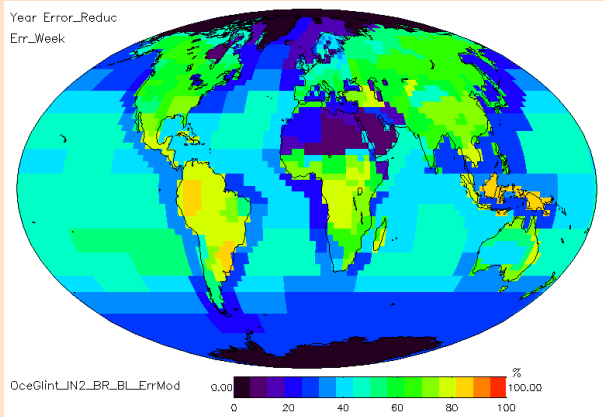 Year Error_Reduc
Err_Week
%
OceGlint_IN2_BR_BL_ErrMod
0.00
100.00
0 20 40 60 80 100